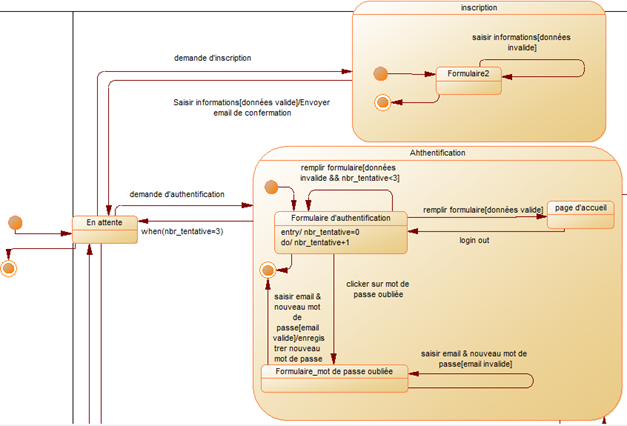 inscription
saisir informations[données
invalide]
demande d'inscription
Formulaire2
Saisir informations[données valide]/Envoyer
email de confermation
Ahthentification
remplir formulaire[données
invalide && nbr_tentative<3]
demande d'authentification
page d'accueil
remplir formulaire[données valide]
En attente
Formulaire d'authentification
when(nbr_tentative=3)
entry/ nbr_tentative=0
do/ nbr_tentative+1
login out
clicker sur mot de
passe oubliée
saisir email &
nouveau mot
de
passe[email
valide]/enregis
trer nouveau
mot de passe
saisir email & nouveau mot de
passe[email invalide]
Formulaire_mot de passe oubliée